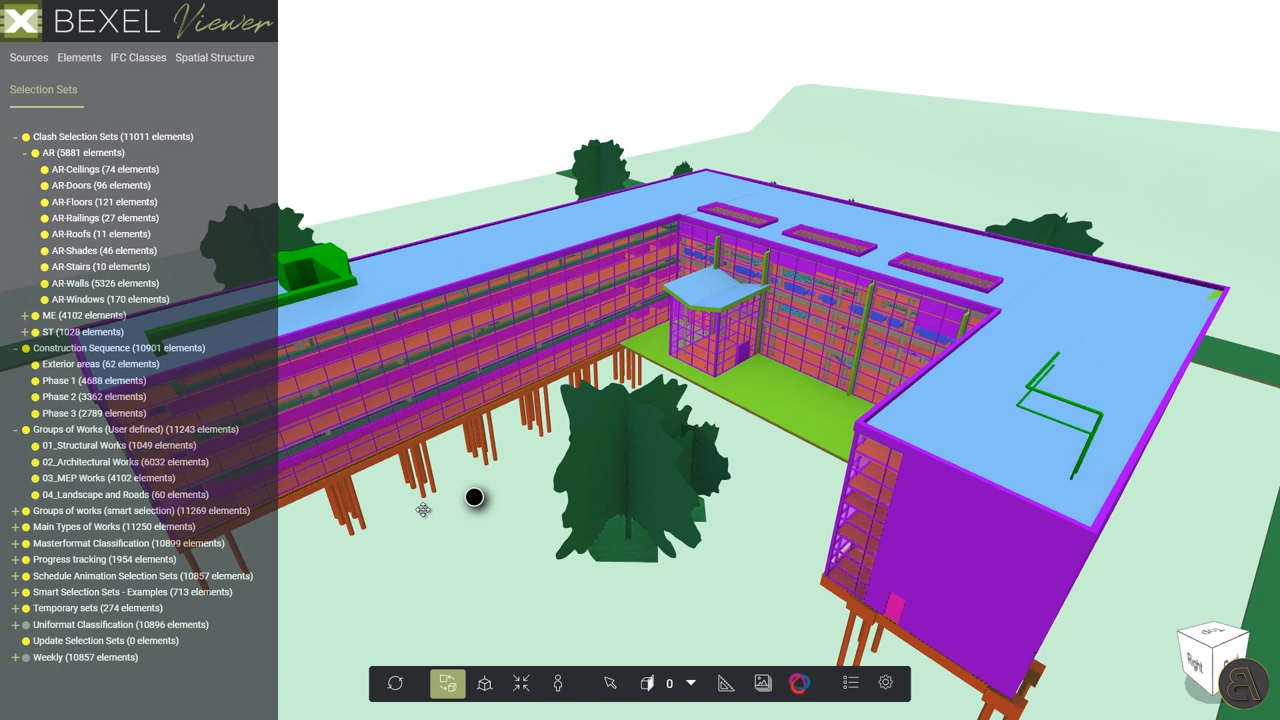 BEXEL Viewer
Sources Elements IFC Classes Spatial Structure
Selection Sets
Clash Selection Sets (11011 elements)
AR (5881 elements)
AR-Ceilings (74 elements)
AR-Doors (96 elements)
AR-Floors (121 elements)
AR-Railings (27 elements)
AR-Roofs (11 elements)
AR-Shades (46 elements)
AR-Stairs (10 elements)
AR-Walls (5326 elements)
AR-Windows (170 elements)
ME (4102 elements)
ST (1028 elements)
Construction Sequence (10901 elements)
Exterior areas (62 elements)
Phase 1 (4688 elements)
Phase 2 (3362 elements)
Phase 3 (2789 elements)
Groups of Works (User defined) (11243 elements)
01_Structural Works (1049 elements)
02_Architectural Works (6032 elements)
03_MEP Works (4102 elements)
04_Landscape and Roads (60 elements)
Groups of works (smart selection) (11269 elements)
Main Types of Works (11250 elements)
Masterformat Classification (10899 elements)
Progress tracking (1954 elements)
Schedule Animation Selection Sets (10857 elements)
Smart Selection Sets - Examples (713 elements)
Temporary sets (274 elements)
Uniformat Classification (10896 elements)
Update Selection Sets (0 elements)
Weekly (10857 elements)
0
Top
Right